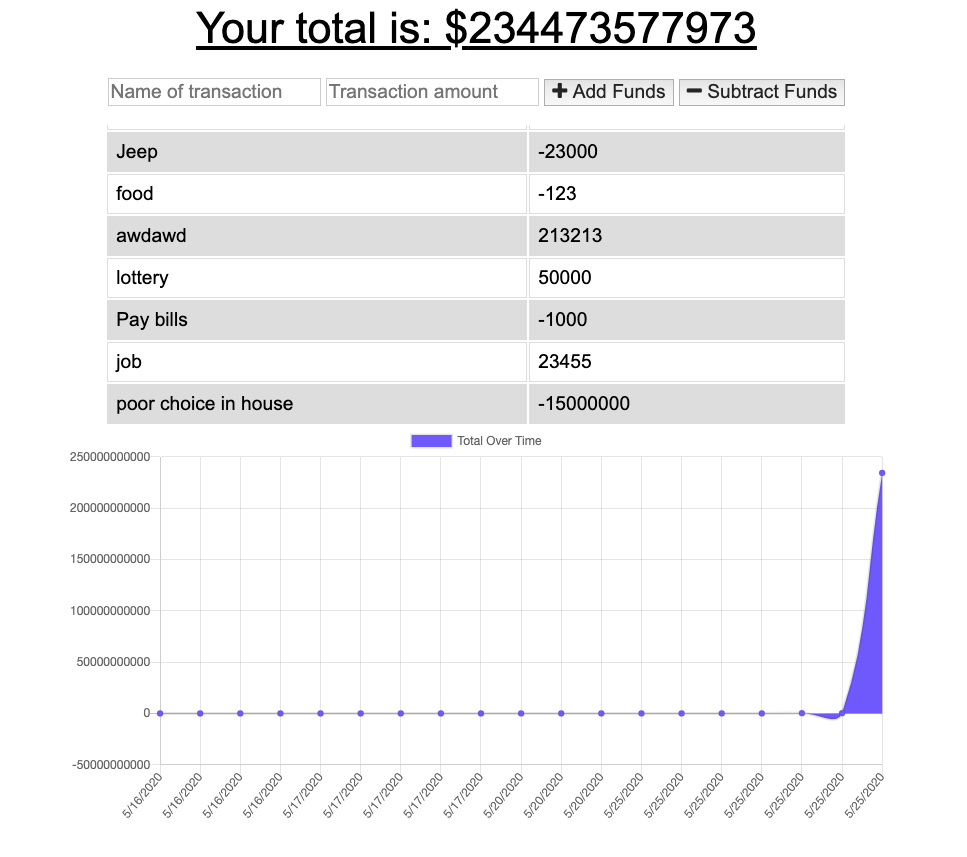 Your total is: $234473577973
Name of transaction Transaction amount Add Funds Subtract Funds
Jeep -23000
food -123
awdawd 213213
lottery 50000
Pay bills -1000
job 23455
poor choice in house -15000000
Total Over Time
250000000000
200000000000
150000000000
100000000000
50000000000
0
-50000000000
5/16/2020 5/16/2020 5/16/2020 5/16/2020 5/17/2020 5/17/2020 5/17/2020 5/17/2020 5/17/2020 5/20/2020 5/20/2020 5/20/2020 5/25/2020 5/25/2020 5/25/2020 5/25/2020 5/25/2020 5/25/2020 5/25/2020